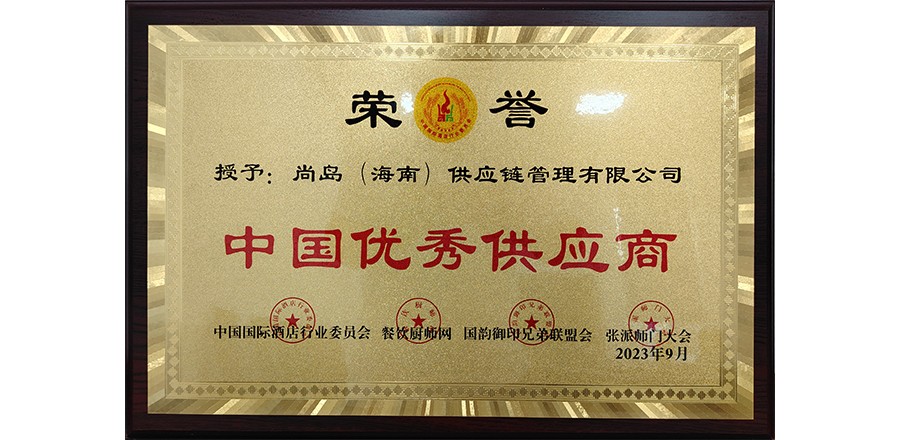 荣 誉
授予：尚岛（海南）供应链管理有限公司
中国优秀供应商
中国国际酒店行业委员会 餐饮厨师网 国韵御印兄弟联盟会 张派师门大会
2023年9月